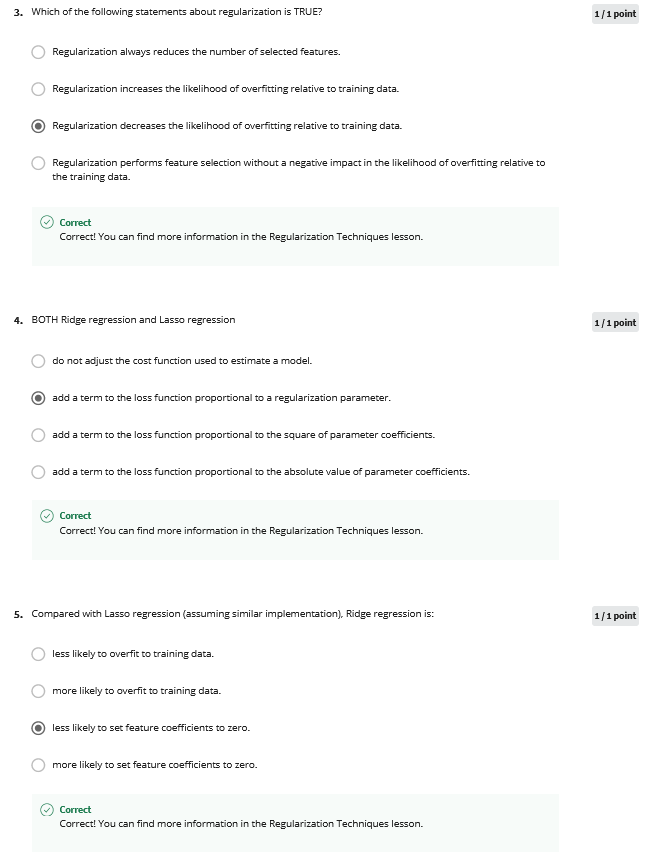 3. Which of the following statements about regularization is TRUE?
1 / 1 point
Regularization always reduces the number of selected features.
Regularization increases the likelihood of overfitting relative to training data.
Regularization decreases the likelihood of overfitting relative to training data.
Regularization performs feature selection without a negative impact in the likelihood of overfitting relative to
the training data.
Correct
Correct! You can find more information in the Regularization Techniques lesson.
4. BOTH Ridge regression and Lasso regression
1 / 1 point
do not adjust the cost function used to estimate a model.
add a term to the loss function proportional to a regularization parameter.
add a term to the loss function proportional to the square of parameter coefficients.
add a term to the loss function proportional to the absolute value of parameter coefficients.
Correct
Correct! You can find more information in the Regularization Techniques lesson.
5. Compared with Lasso regression (assuming similar implementation), Ridge regression is:
1 / 1 point
less likely to overfit to training data.
more likely to overfit to training data.
less likely to set feature coefficients to zero.
more likely to set feature coefficients to zero.
Correct
Correct! You can find more information in the Regularization Techniques lesson.